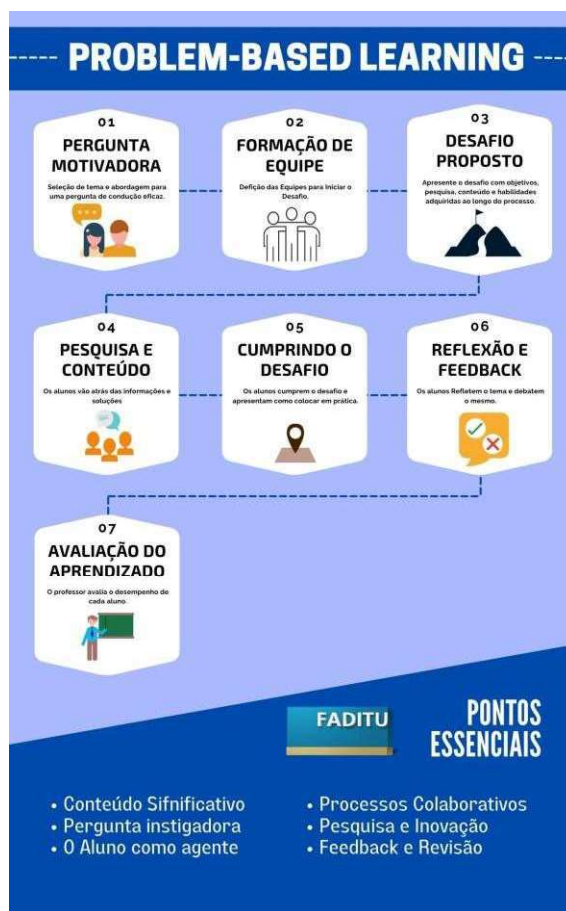 PROBLEM-BASED LEARNING
01
PERGUNTA
MOTIVADORA
Seleção de tema e abordagem para
uma pergunta de condução eficaz.
02
FORMAÇÃO DE
EQUIPE
Defição das Equipes para Iniciar o
Desafio.
03
DESAFIO
PROPOSTO
Apresente o desafio com objetivos,
pesquisa, conteúdo e habilidades
adquiridas ao longo do processo.
04
PESQUISA E
CONTEÚDO
Os alunos vão atrás das informações e
soluções
05
CUMPRINDO O
DESAFIO
Os alunos cumprem o desafio e
apresentam como colocar em prática.
06
REFLEXÃO E
FEEDBACK
Os alunos Refletem o tema e debatem
o mesmo.
07
AVALIAÇÃO DO
APRENDIZADO
O professor avalia o desempenho de
cada aluno.
FADITU
PONTOS
ESSENCIAIS
• Conteúdo Sifnificativo
• Pergunta instigadora
• O Aluno como agente
• Processos Colaborativos
• Pesquisa e Inovação
• Feedback e Revisão